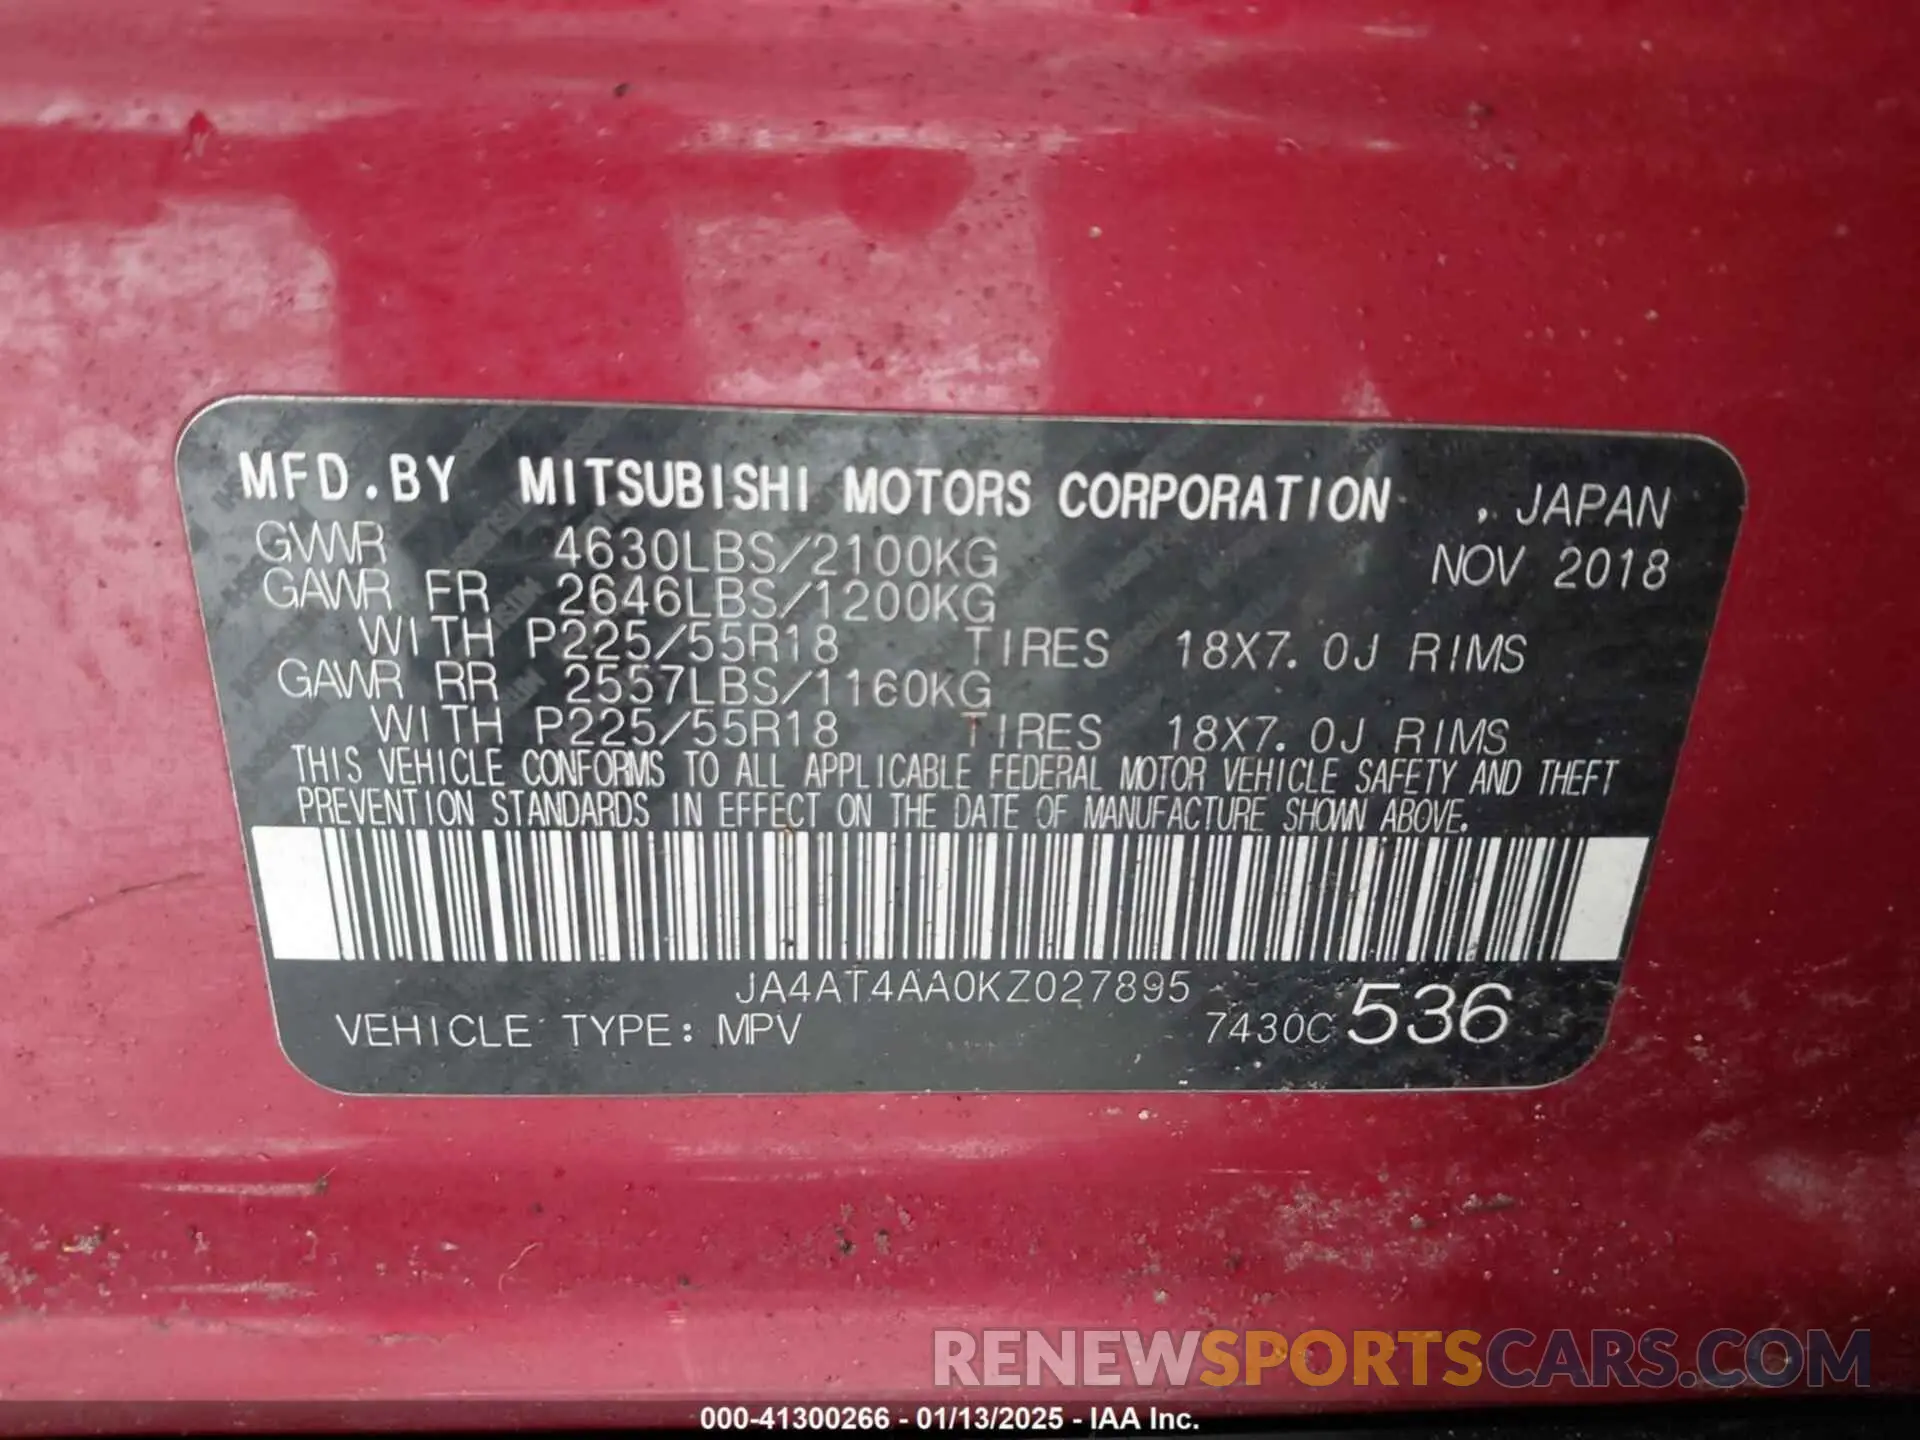 MFD.BY MITSUBISHI MOTORS CORPORATION , JAPAN
GVWR 4630LBS/2100KG NOV 2018
GAWR FR 2646LBS/1200KG
WITH P225/55R18 TIRES 18X7.0J RIMS
GAWR RR 2557LBS/1160KG
WITH P225/55R18 TIRES 18X7.0J RIMS
THIS VEHICLE CONFORMS TO ALL APPLICABLE FEDERAL MOTOR VEHICLE SAFETY AND THEFT
PREVENTION STANDARDS IN EFFECT ON THE DATE OF MANUFACTURE SHOWN ABOVE.
JA4AT4AA0KZ027895
VEHICLE TYPE: MPV 7430C 536
RENEWSPORTSCARS.COM
000-41300266 - 01/13/2025 - IAA Inc.